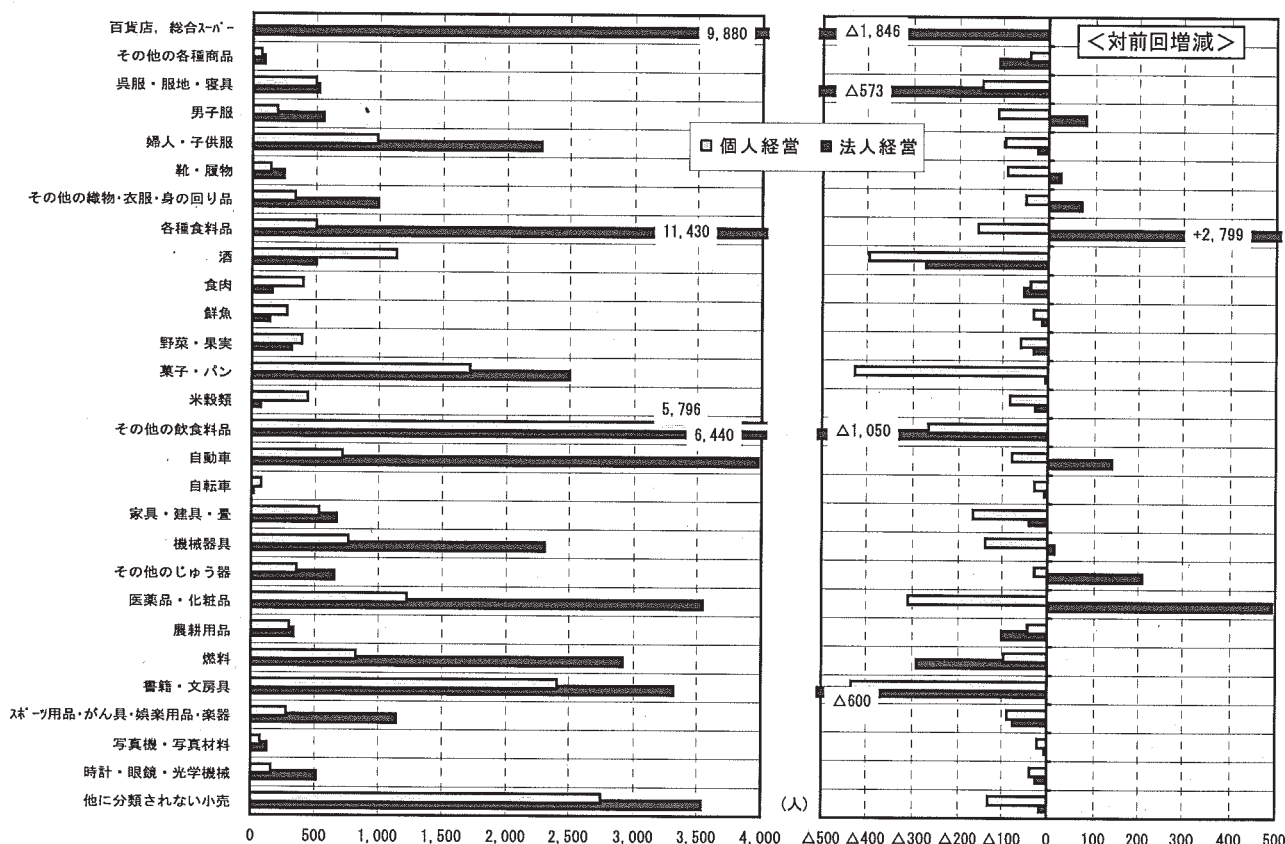 百貨店，総合スーパー
9,880
△1,846
＜対前回増減＞
その他の各種商品
呉服・服地・寝具
△573
男子服
婦人・子供服
個人経営
法人経営
靴・履物
その他の織物・衣服・身の回り品
各種食料品
11,430
+2,799
酒
食肉
鮮魚
野菜・果実
菓子・パン
米穀類
5,796
その他の飲食料品
6,440
△1,050
自動車
自転車
家具・建具・畳
機械器具
その他のじゅう器
医薬品・化粧品
農耕用品
燃料
書籍・文房具
△600
スポーツ用品・がん具・娯楽用品・楽器
写真機・写真材料
時計・眼鏡・光学機械
他に分類されない小売
(人)
0 500 1,000 1,500 2,000 2,500 3,000 3,500 4,000
△500 △400 △300 △200 △100 0 100 200 300 400 500